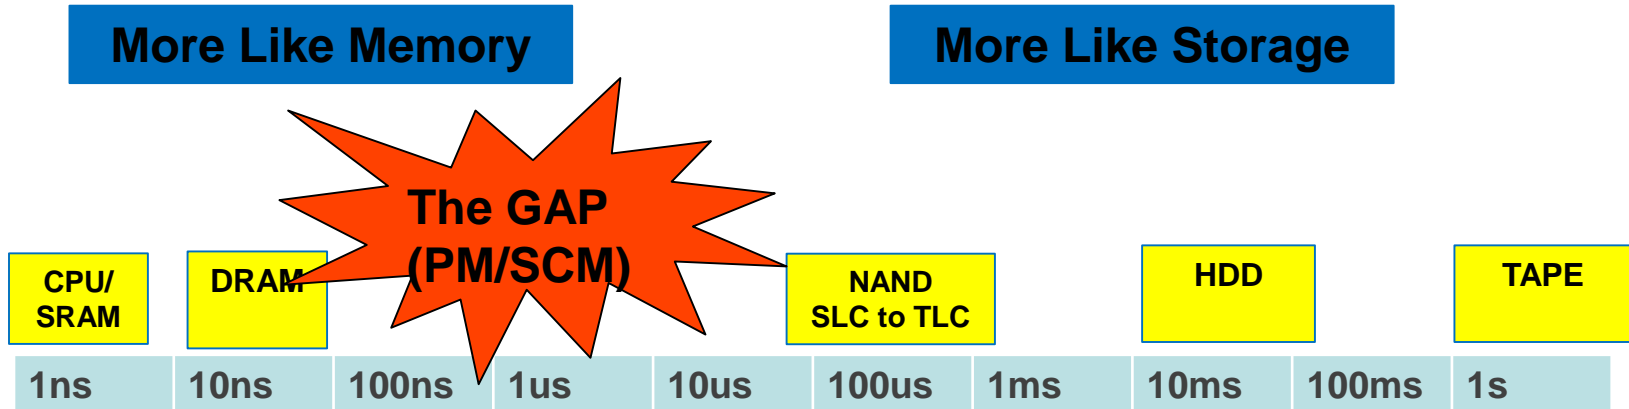 More Like Memory
More Like Storage
The GAP
(PM/SCM)
CPU/
SRAM
DRAM
NAND
SLC to TLC
HDD
TAPE
1ns 10ns 100ns 1us 10us 100us 1ms 10ms 100ms 1s